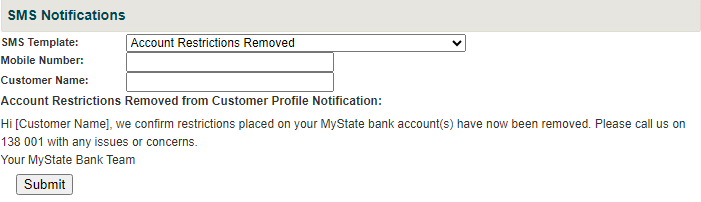 SMS Notifications
SMS Template: Account Restrictions Removed
Mobile Number:
Customer Name:
Account Restrictions Removed from Customer Profile Notification:
Hi [Customer Name], we confirm restrictions placed on your MyState bank account(s) have now been removed. Please call us on
138 001 with any issues or concerns.
Your MyState Bank Team
Submit